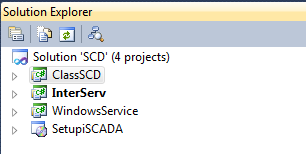 Solution Explorer
Solution 'SCD' (4 projects)
ClassSCD
InterServ
WindowsService
SetupiSCADA